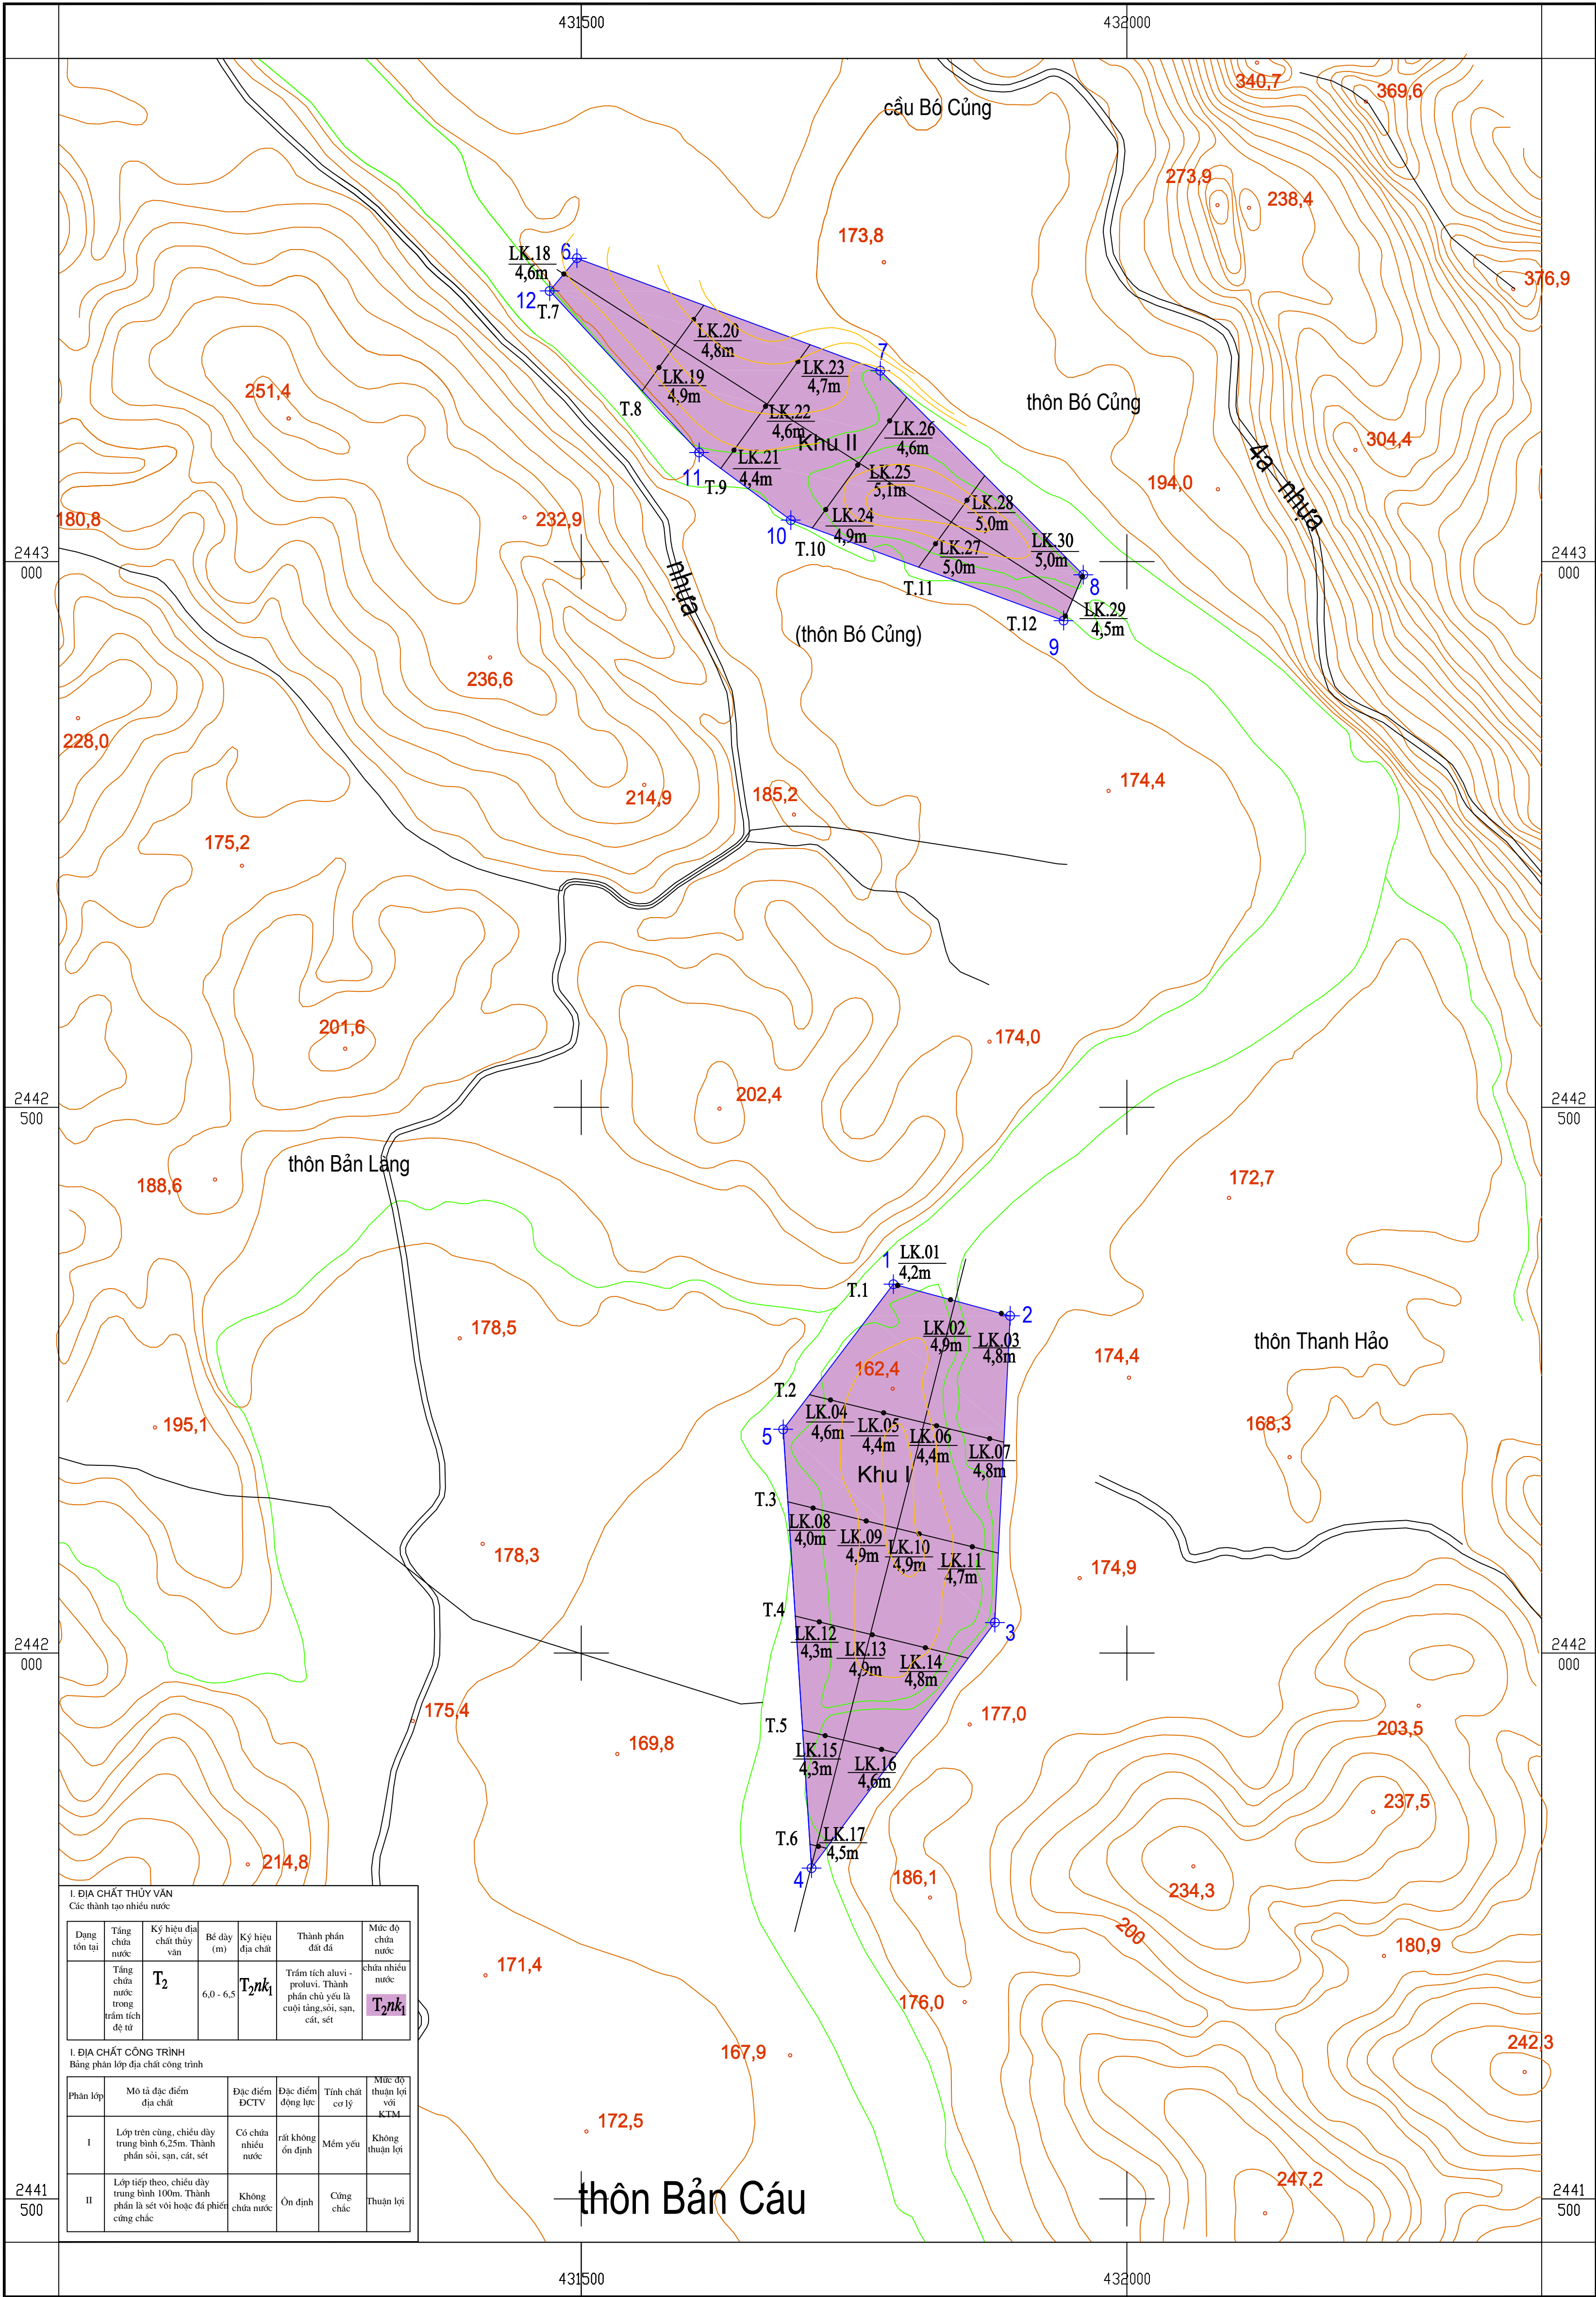 431500
432000
cầu Bó Củng
340,7
369,6
273,9
238,4
173,8
376,9
LK.18
4,6m
6
12
T.7
LK.20
4,8m
7
LK.23
4,7m
LK.19
4,9m
T.8
251,4
thôn Bó Củng
LK.22
4,6m
LK.26
4,6m
Khu II
304,4
LK.21
4,4m
11
T.9
LK.25
5,1m
4a nhựa
194,0
180,8
232,9
LK.28
5,0m
LK.24
4,9m
10
T.10
LK.27
5,0m
LK.30
5,0m
2443
000
2443
000
nhựa
T.11
8
LK.29
4,5m
T.12
9
(thôn Bó Củng)
236,6
228,0
214,9
185,2
174,4
175,2
201,6
174,0
202,4
2442
500
2442
500
thôn Bản Làng
188,6
172,7
1
LK.01
4,2m
T.1
2
178,5
LK.02
4,9m
LK.03
4,8m
thôn Thanh Hảo
174,4
162,4
T.2
195,1
LK.04
4,6m
LK.05
4,4m
LK.06
4,4m
LK.07
4,8m
168,3
5
Khu I
T.3
LK.08
4,0m
LK.09
4,9m
LK.10
4,9m
LK.11
4,7m
178,3
174,9
T.4
LK.12
4,3m
LK.13
4,9m
LK.14
4,8m
3
2442
000
2442
000
175,4
177,0
203,5
T.5
169,8
LK.15
4,3m
LK.16
4,6m
237,5
T.6
LK.17
4,5m
4
214,8
186,1
234,3
200
180,9
I. ĐỊA CHẤT THỦY VĂN
Các thành tạo nhiều nước
Dạng tồn tại
Tầng chứa nước
Ký hiệu địa chất thủy văn
Bề dày (m)
Ký hiệu địa chất
Thành phần đất đá
Mức độ chứa nước
Tầng chứa nước trong trầm tích đệ tứ
T2
6,0 - 6,5
T2nk1
Trầm tích aluvi - proluvi. Thành phần chủ yếu là cuội tảng,sỏi, sạn, cát, sét
chứa nhiều nước
T2nk1
171,4
176,0
167,9
242,3
I. ĐỊA CHẤT CÔNG TRÌNH
Bảng phân lớp địa chất công trình
Phân lớp
Mô tả đặc điểm địa chất
Đặc điểm ĐCTV
Đặc điểm động lực
Tính chất cơ lý
Mức độ thuận lợi với KTM
I
Lớp trên cùng, chiều dày trung bình 6,25m. Thành phần sỏi, sạn, cát, sét
Có chứa nhiều nước
rất không ổn định
Mềm yếu
Không thuận lợi
II
Lớp tiếp theo, chiều dày trung bình 100m. Thành phần là sét vôi hoặc đá phiến cứng chắc
Không chứa nước
Ổn định
Cứng chắc
Thuận lợi
172,5
247,2
thôn Bản Cáu
2441
500
2441
500
431500
432000